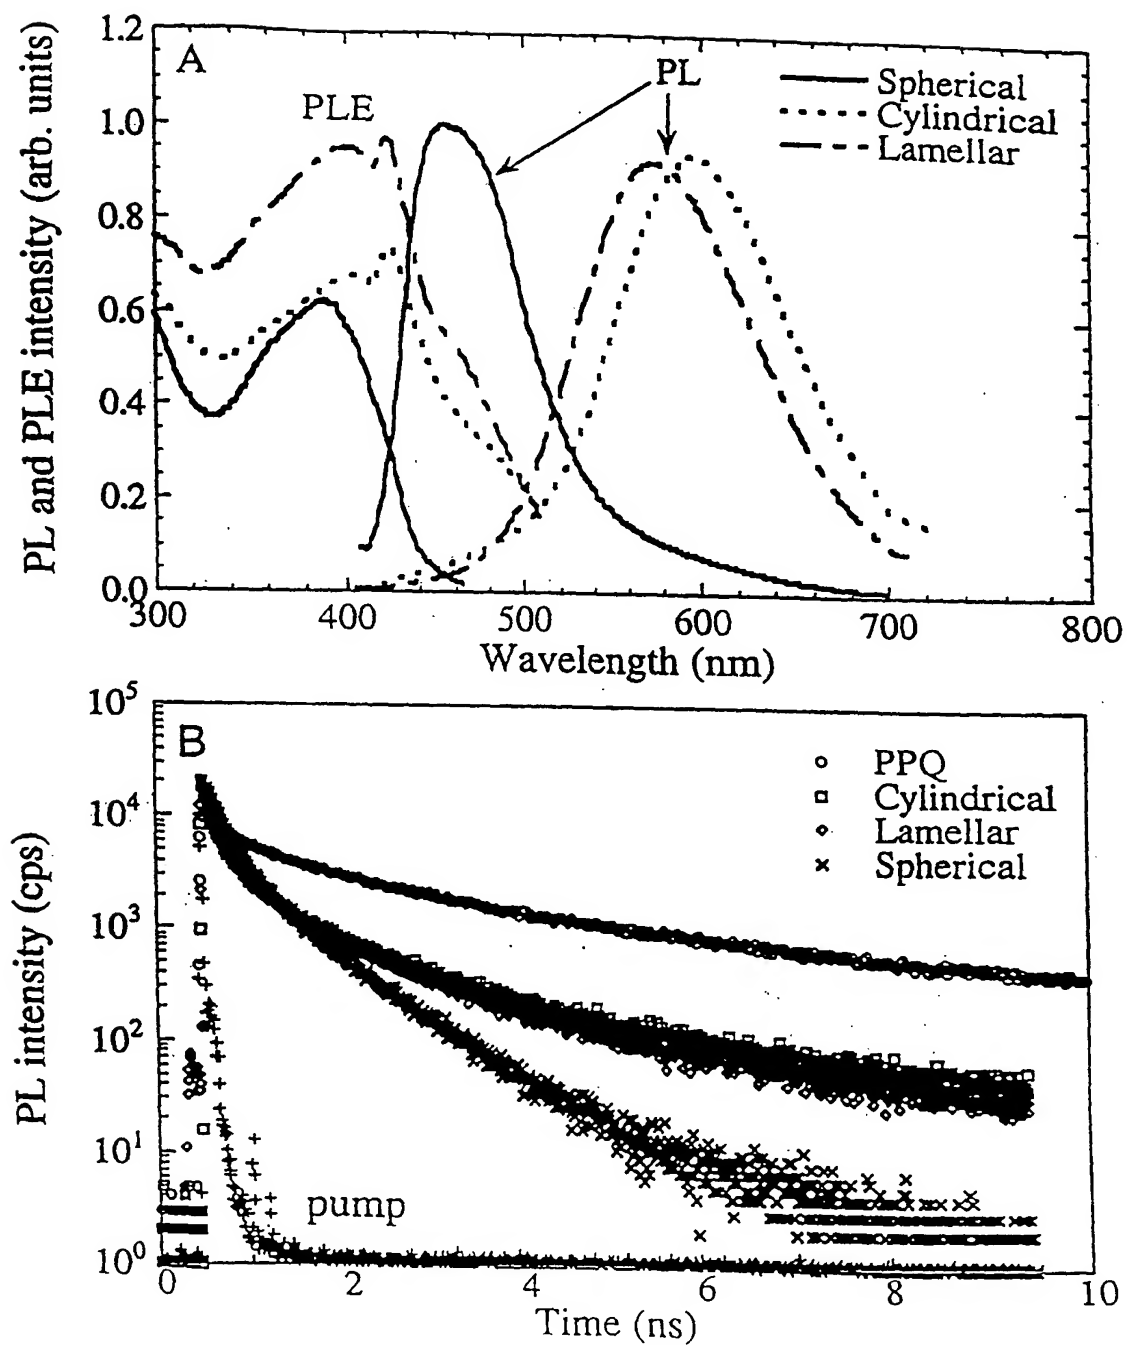 A
PLE
PL
Spherical
Cylindrical
Lamellar
PL and PLE intensity (arb. units)
1.2
1.0
0.8
0.6
0.4
0.2
0.0
300 400 500 600 700 800
Wavelength (nm)
B
PPQ
Cylindrical
Lamellar
Spherical
pump
PL intensity (cps)
10^5
10^4
10^3
10^2
10^1
10^0
0 2 4 6 8 10
Time (ns)